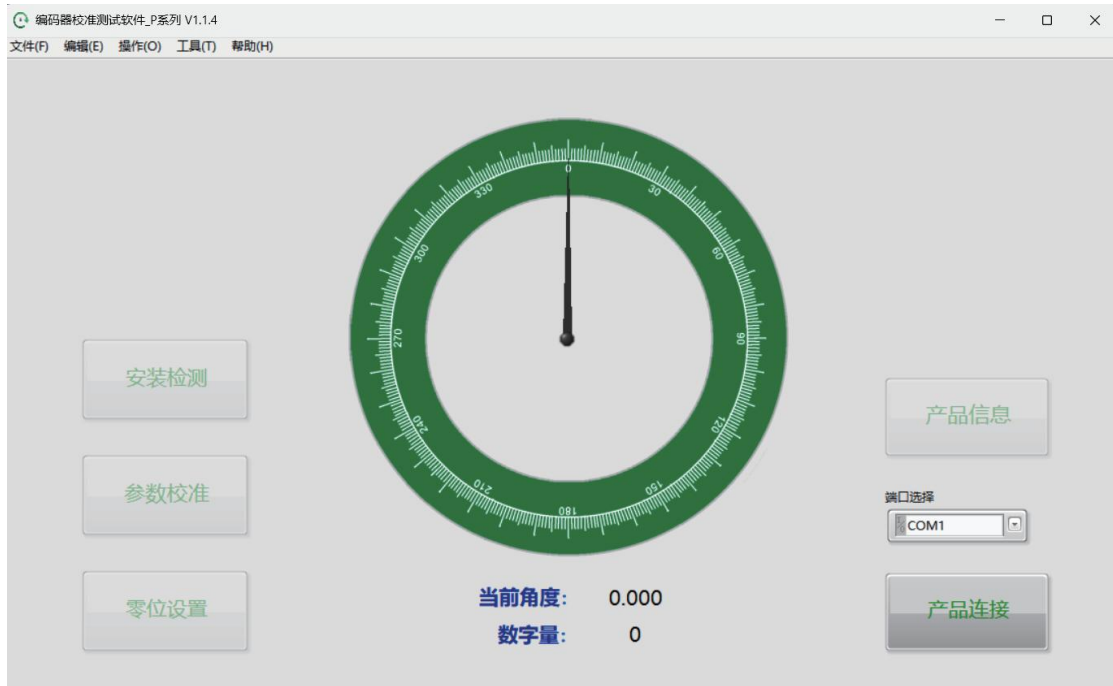 编码器校准测试软件_P系列 V1.1.4
文件(F) 编辑(E) 操作(O) 工具(T) 帮助(H)
0
30
60
90
120
150
180
210
240
270
300
330
安装检测
参数校准
零位设置
当前角度: 0.000
数字量: 0
产品信息
端口选择
COM1
产品连接